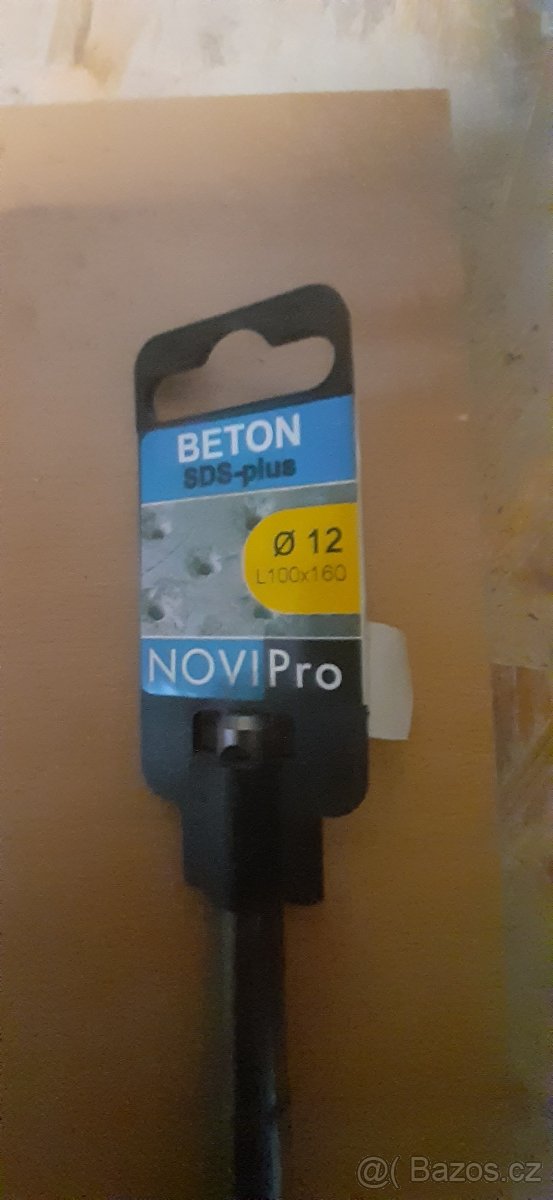 BETON
SDS-plus
Ø 12
L100x160
NOVIPro
@( Bazos.cz